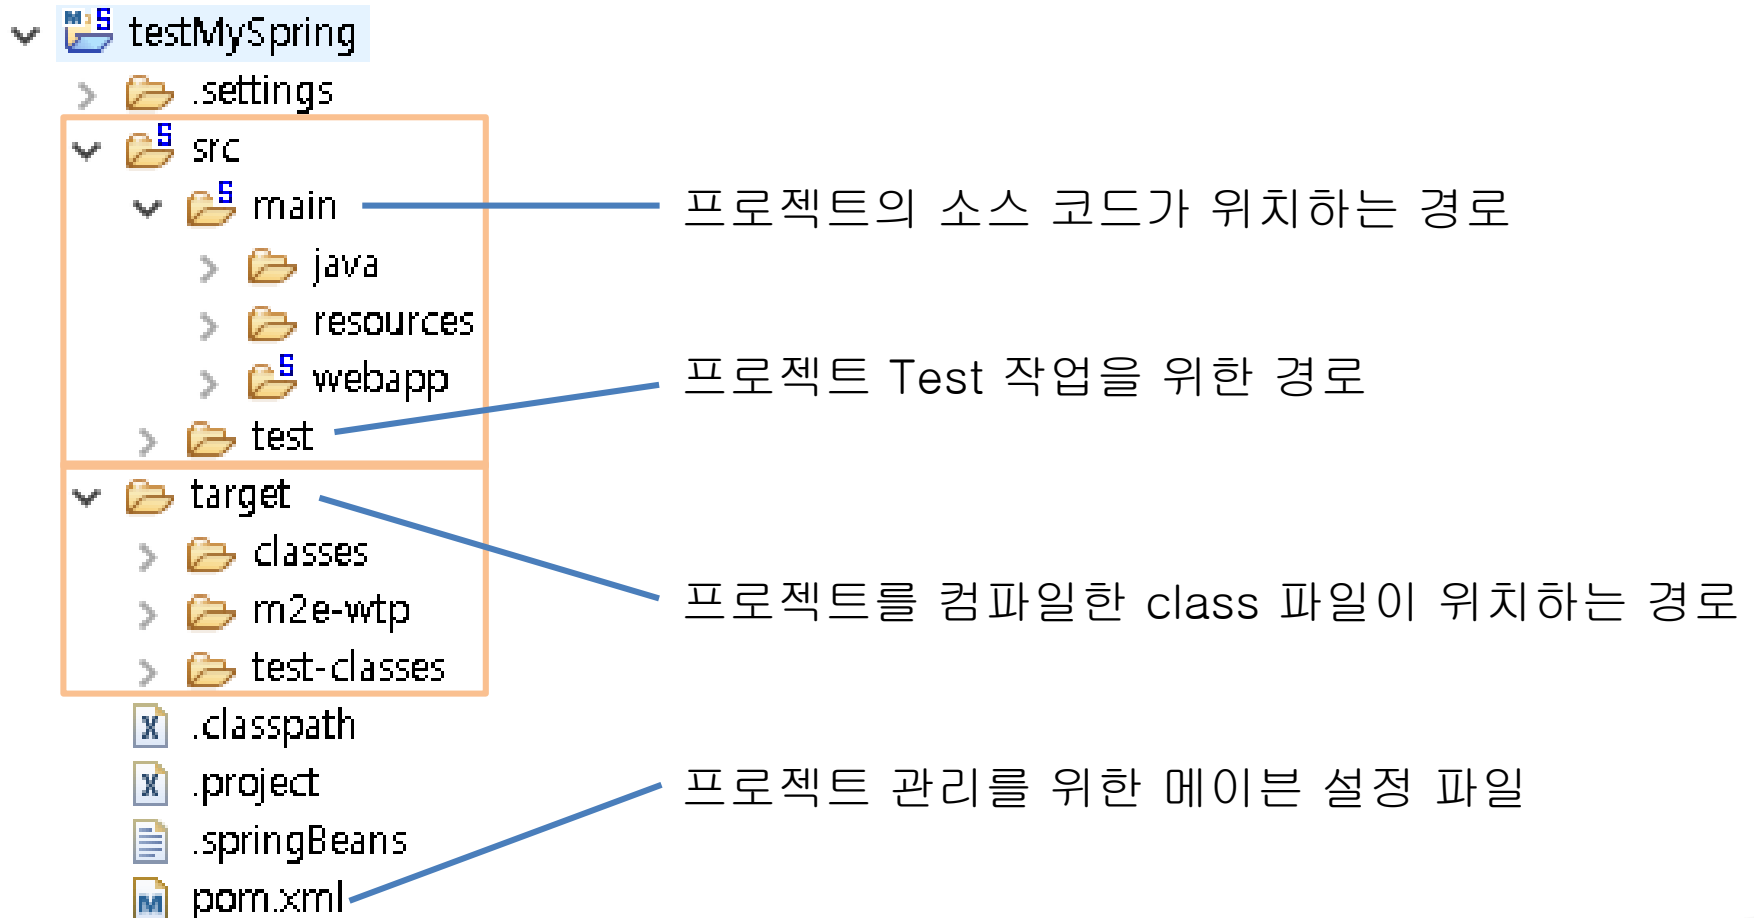 testMySpring
.settings
src
main
프로젝트의 소스 코드가 위치하는 경로
java
resources
webapp
프로젝트 Test 작업을 위한 경로
test
target
classes
프로젝트를 컴파일한 class 파일이 위치하는 경로
m2e-wtp
test-classes
.classpath
.project
프로젝트 관리를 위한 메이븐 설정 파일
.springBeans
pom.xml